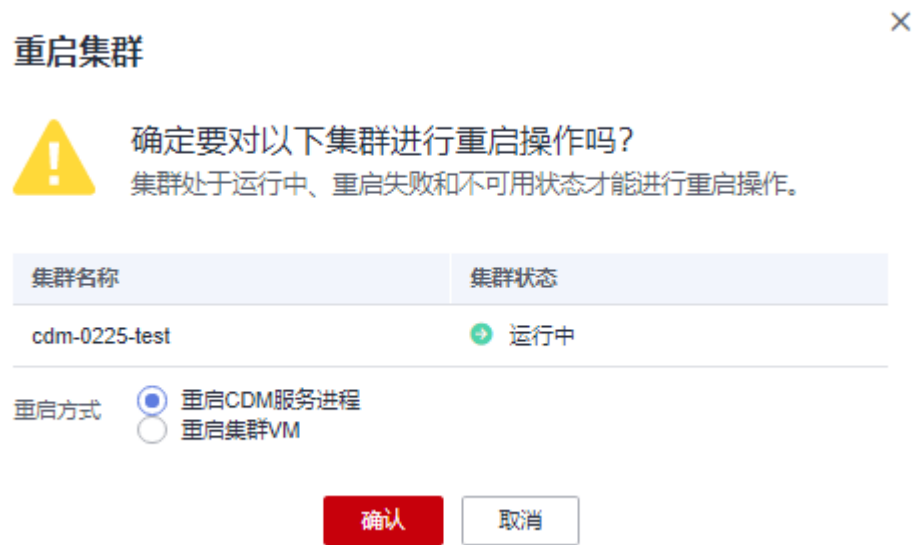 重启集群
确定要对以下集群进行重启操作吗？
集群处于运行中、重启失败和不可用状态才能进行重启操作。
集群名称 集群状态
cdm-0225-test 运行中
重启方式 重启CDM服务进程
重启集群VM
确认 取消